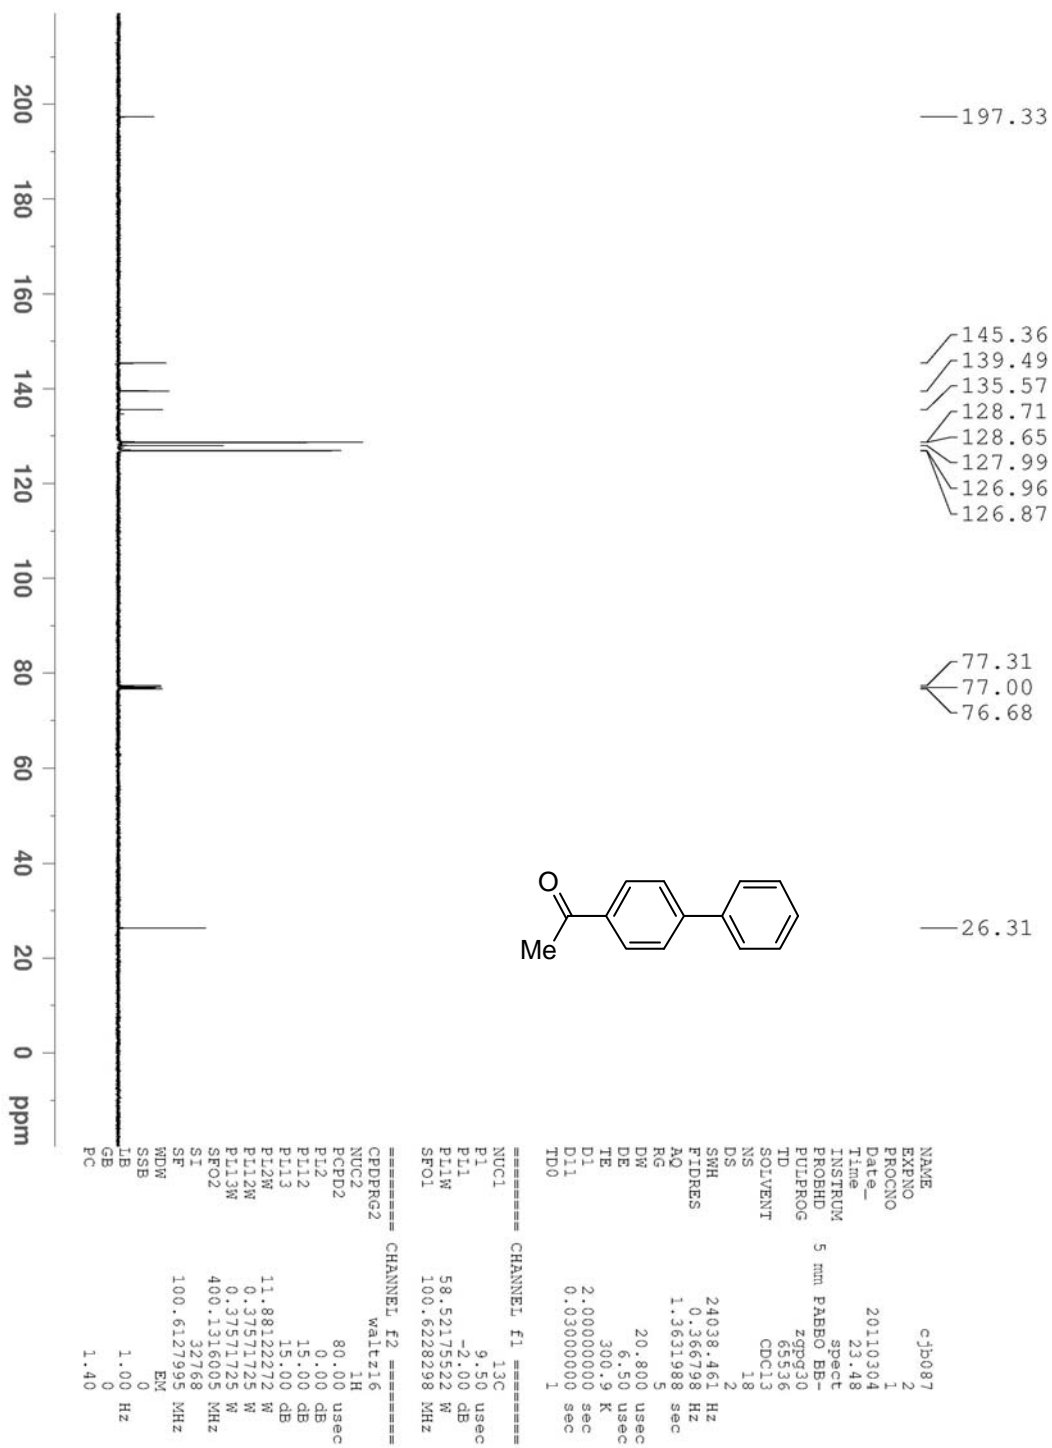 197.33
145.36
139.49
135.57
128.71
128.65
127.99
126.96
126.87
77.31
77.00
76.68
26.31
O
Me
200 180 160 140 120 100 80 60 40 20 0 ppm
NAME cjb087
EXPNO 2
PROCNO 1
Date_ 20110304
Time 23.48
INSTRUM spect
PROBHD 5 mm PABBO BB-
PULPROG zgpg30
TD 65536
SOLVENT CDCl3
NS 18
DS 2
SWH 24038.461 Hz
FIDRES 0.366798 Hz
AQ 1.3631988 sec
RG 5
DW 20.800 usec
DE 6.50 usec
TE 300.9 K
D1 2.00000000 sec
D11 0.03000000 sec
TD0 1
======== CHANNEL f1 ========
NUC1 13C
P1 9.50 usec
PL1 -2.00 dB
PL1W 58.52175522 W
SFO1 100.6228298 MHz
======== CHANNEL f2 ========
CPDPRG2 waltz16
NUC2 1H
PCPD2 80.00 usec
PL2 0.00 dB
PL12 15.00 dB
PL13 15.00 dB
PL2W 11.88122272 W
PL12W 0.37571725 W
PL13W 0.37571725 W
SFO2 400.1316005 MHz
SI 32768
SF 100.6127995 MHz
WDW EM
SSB 0
LB 1.00 Hz
GB 0
PC 1.40